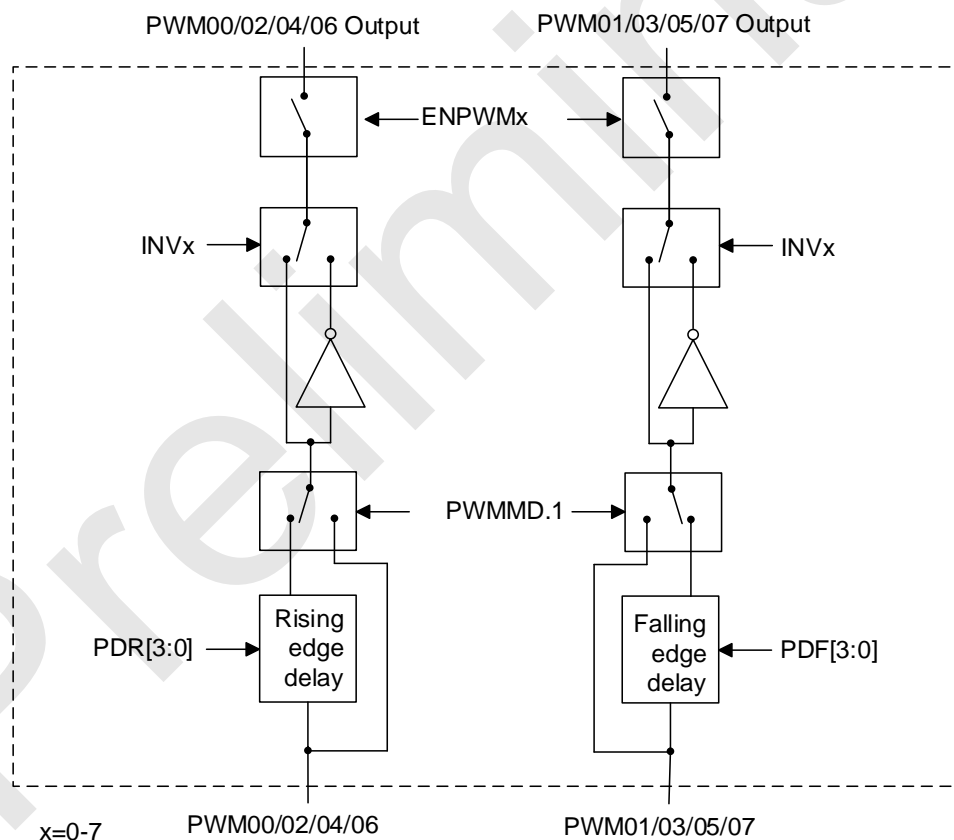 PWM00/02/04/06 Output
PWM01/03/05/07 Output
ENPWMx
INVx
INVx
PWMMD.1
Rising
edge
delay
Falling
edge
delay
PDR[3:0]
PDF[3:0]
x=0-7
PWM00/02/04/06
PWM01/03/05/07
Prelimin